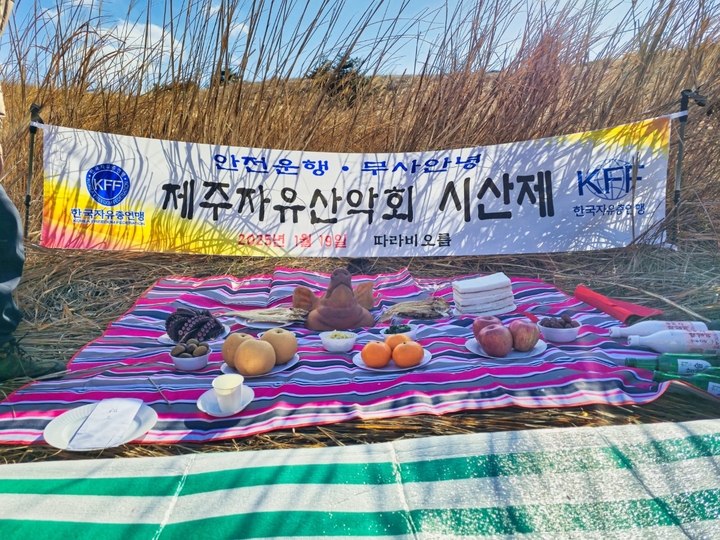 안전운행 · 무사안녕
KFF
한국자유총연맹
제주자유산악회 시산제
KFF
한국자유총연맹
2025년 1월 19일 따라비오름